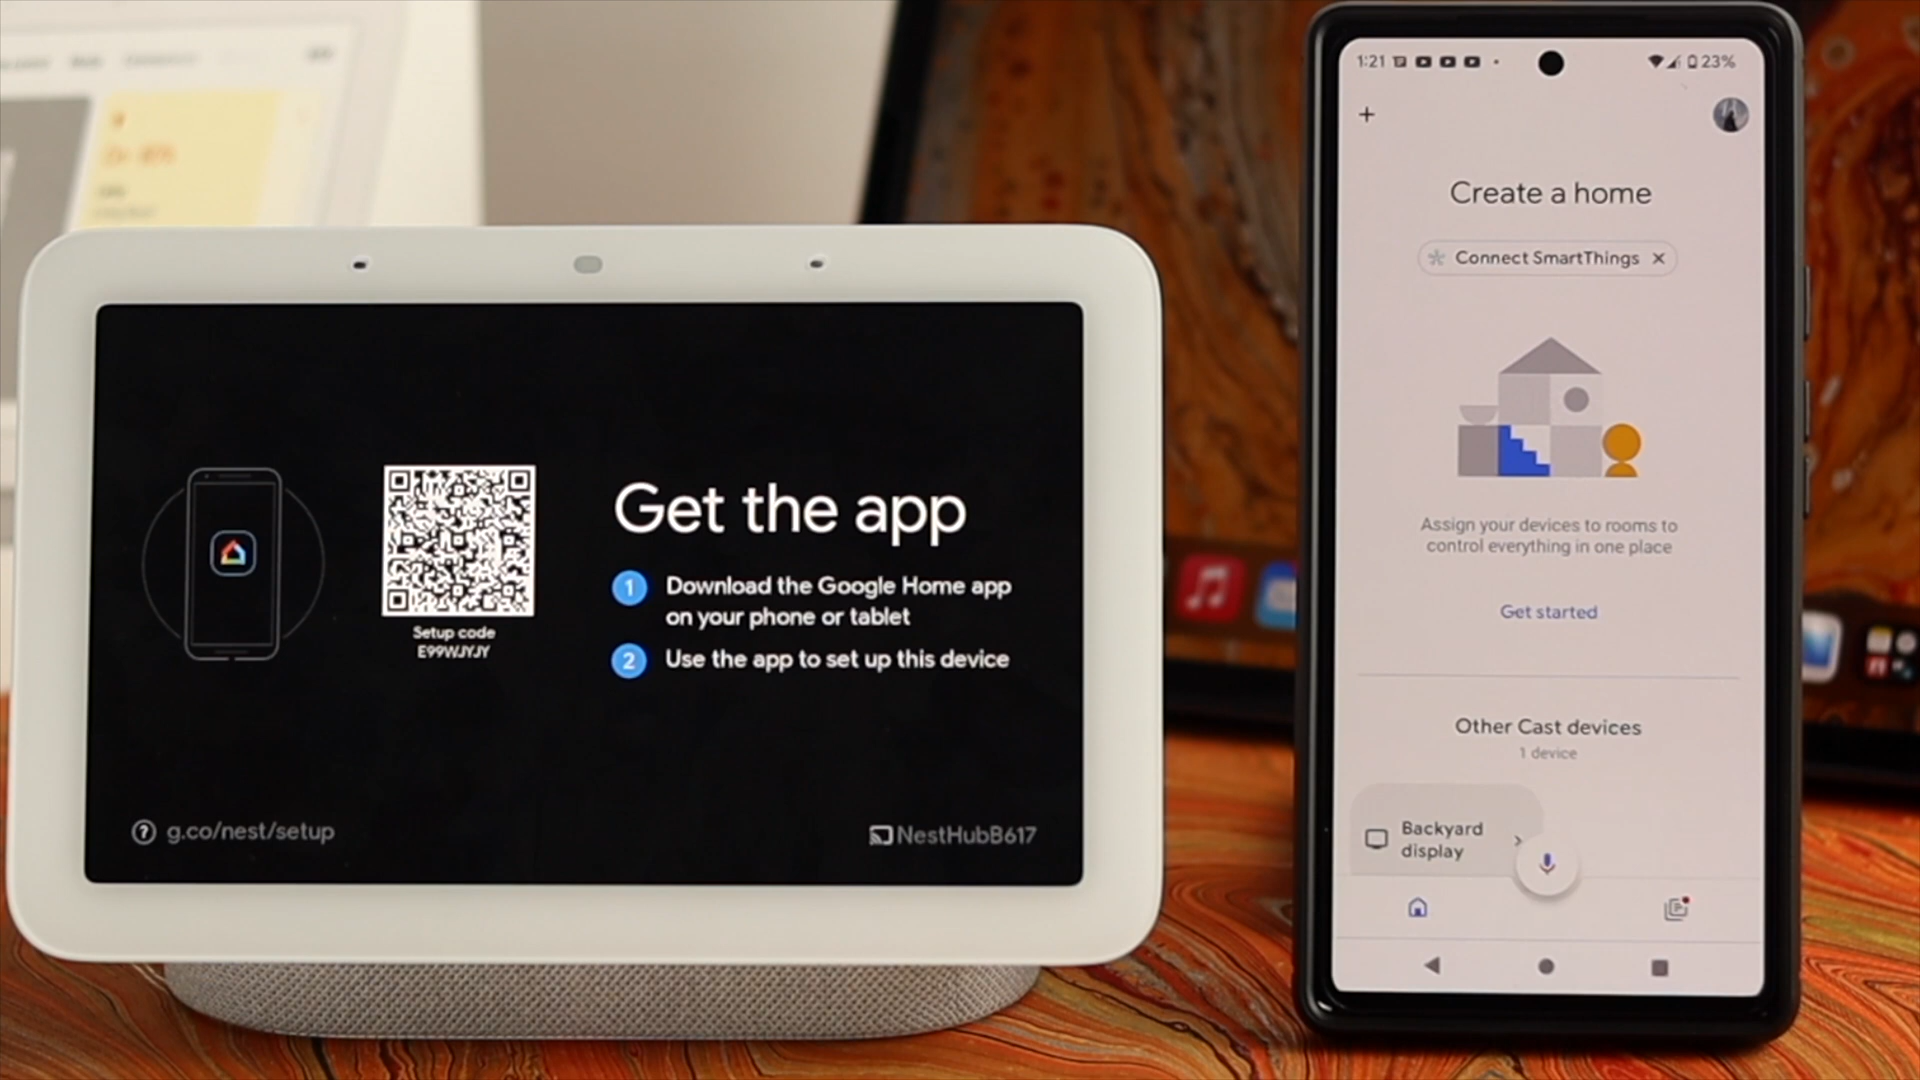 Get the app
1 Download the Google Home app
on your phone or tablet
2 Use the app to set up this device
Setup code
E99WJYJY
? g.co/nest/setup
NestHubB617
1:21
23%
+
Create a home
Connect SmartThings ×
Assign your devices to rooms to
control everything in one place
Get started
Other Cast devices
1 device
Backyard
display